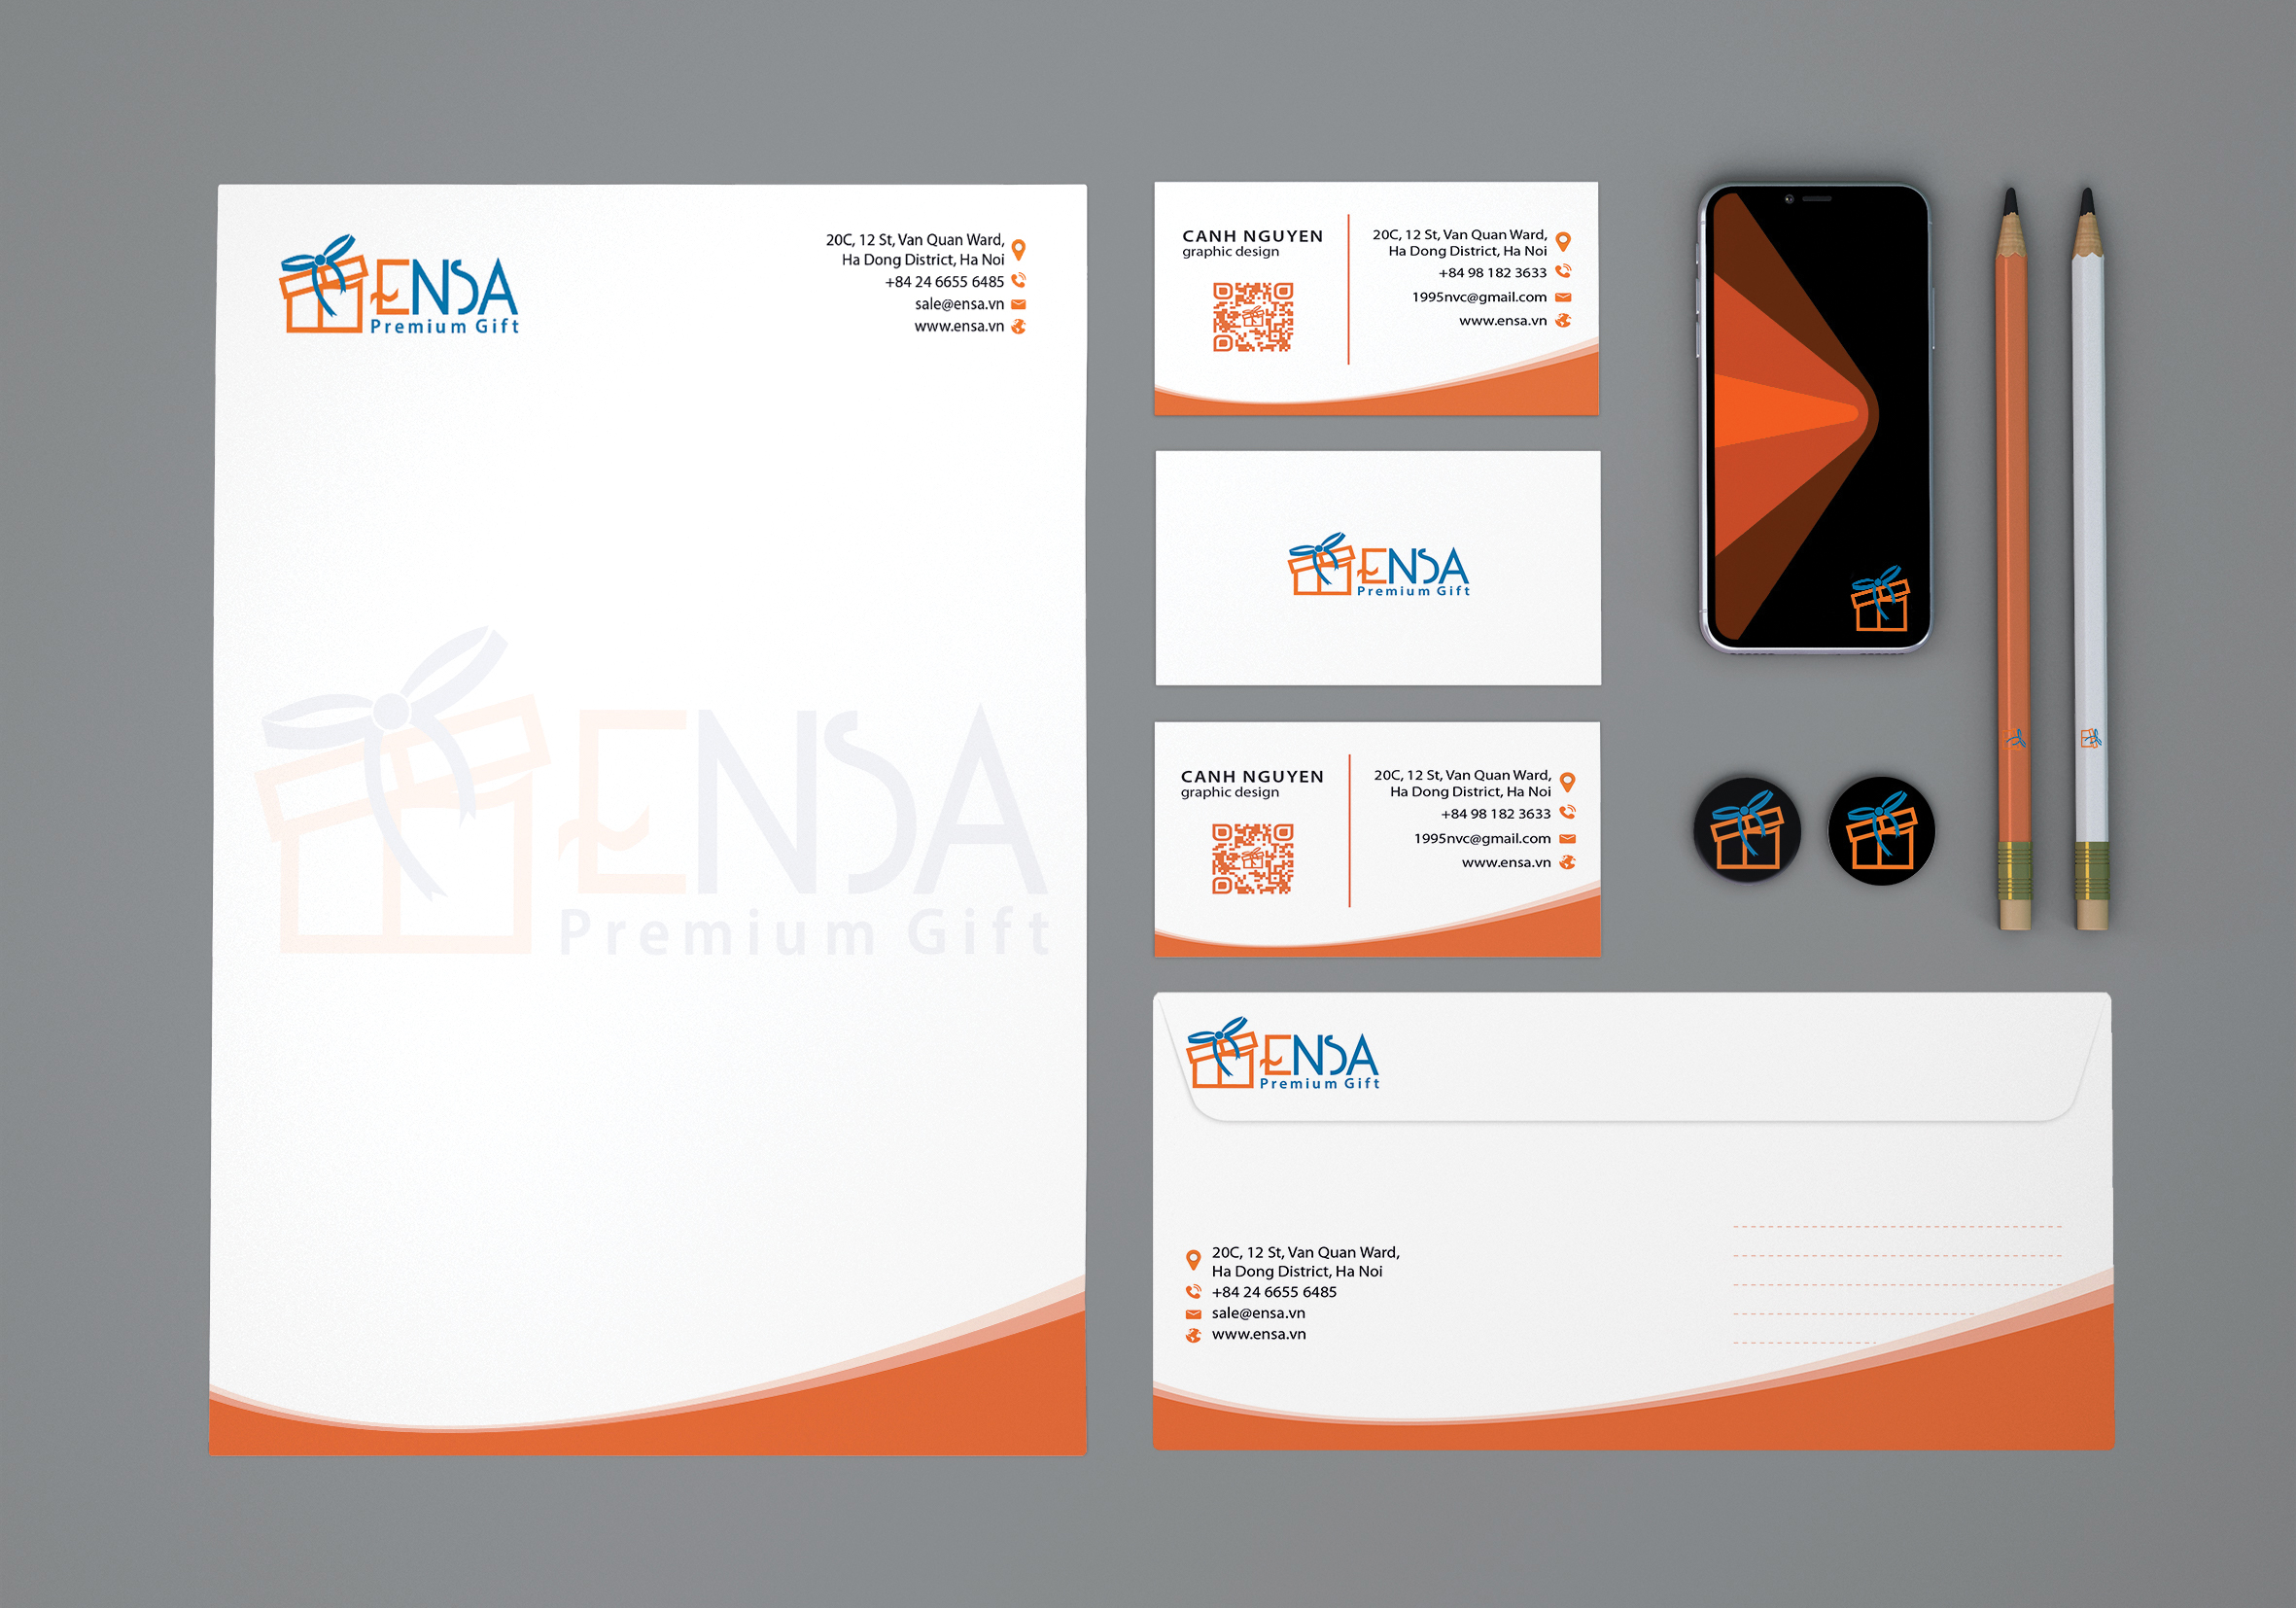 ENSA
Premium Gift
20C, 12 St, Van Quan Ward,
Ha Dong District, Ha Noi
+84 24 6655 6485
sale@ensa.vn
www.ensa.vn
ENSA
Premium Gift
CANH NGUYEN
graphic design
20C, 12 St, Van Quan Ward,
Ha Dong District, Ha Noi
+84 98 182 3633
1995nvc@gmail.com
www.ensa.vn
ENSA
Premium Gift
CANH NGUYEN
graphic design
20C, 12 St, Van Quan Ward,
Ha Dong District, Ha Noi
+84 98 182 3633
1995nvc@gmail.com
www.ensa.vn
ENSA
Premium Gift
20C, 12 St, Van Quan Ward,
Ha Dong District, Ha Noi
+84 24 6655 6485
sale@ensa.vn
www.ensa.vn